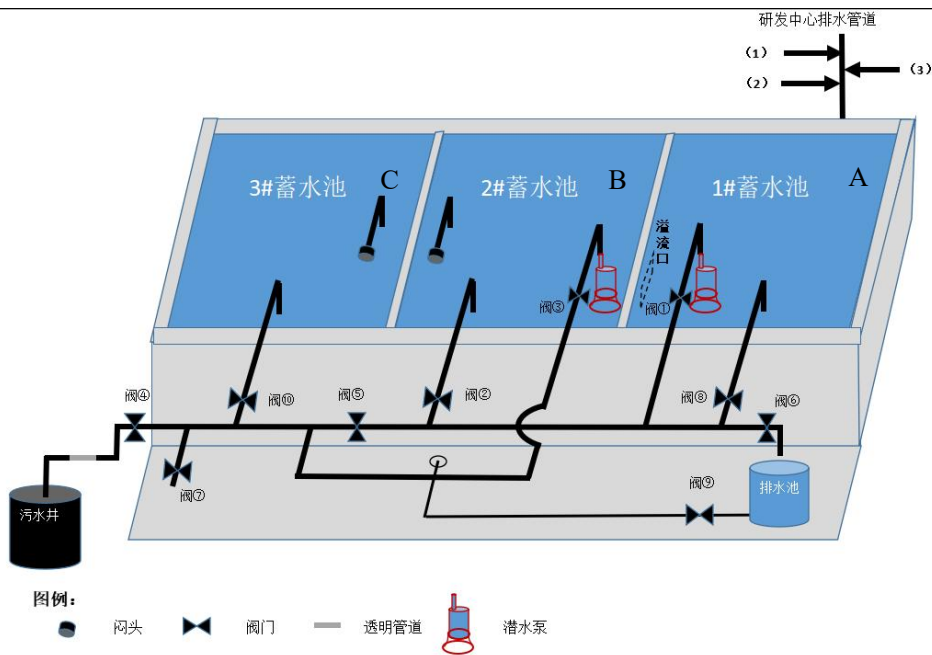 研发中心排水管道
（1）
（3）
（2）
3#蓄水池
C
2#蓄水池
B
1#蓄水池
A
溢流口
阀③
阀①
阀④
阀⑩
阀⑤
阀②
阀⑧
阀⑥
阀⑦
阀⑨
排水池
污水井
图例：
闷头 阀门 透明管道 潜水泵